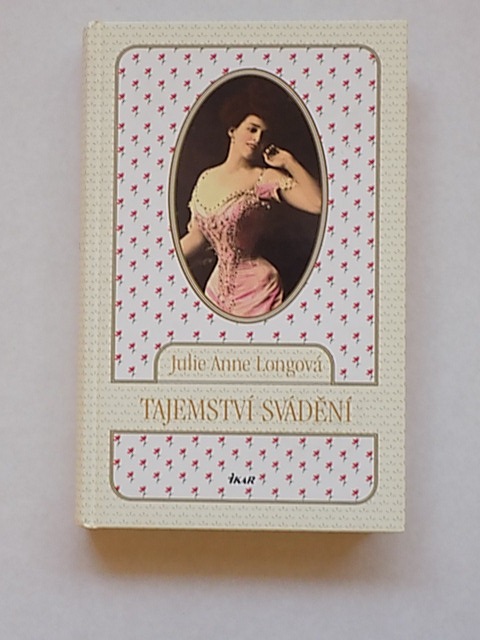 Julie Anne Longová
TAJEMSTVÍ SVÁDĚNÍ
IKAR